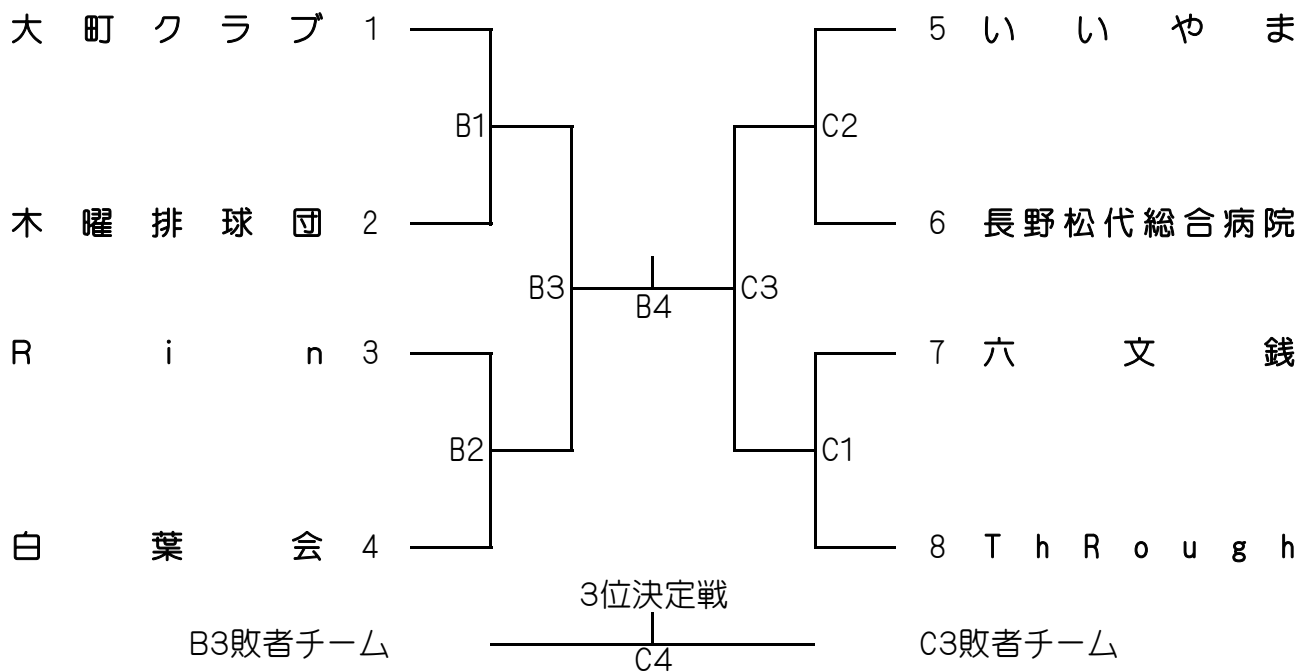 大町クラブ 1 5 いいやま
B1 C2
木曜排球団 2 6 長野松代総合病院
B3 C3
B4
Rin 3 7 六文銭
B2 C1
白葉会 4 8 ThRough
3位決定戦
B3敗者チーム C3敗者チーム
C4